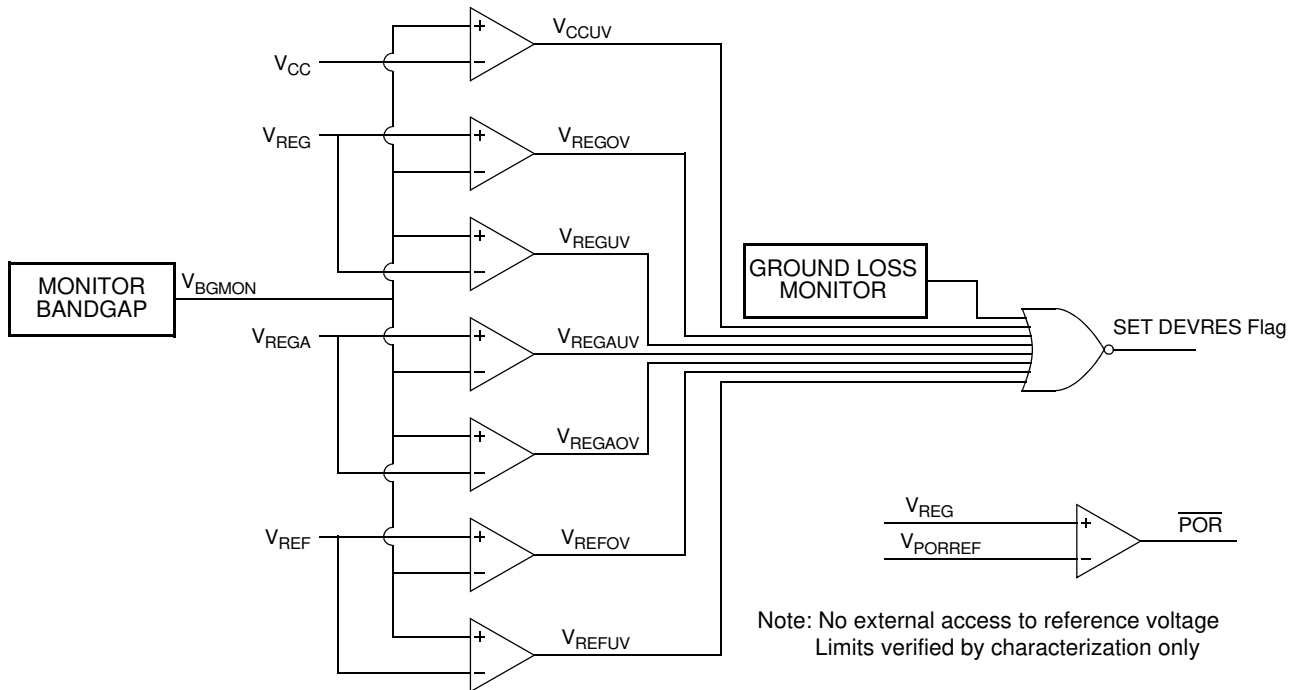 V_CC
+
−
V_CCUV
V_REG
+
−
V_REGOV
+
−
V_REGUV
MONITOR
BANDGAP
V_BGMON
GROUND LOSS
MONITOR
SET DEVRES Flag
V_REGA
+
−
V_REGAUV
+
−
V_REGAOV
V_REF
+
−
V_REFOV
+
−
V_REFUV
V_REG
V_PORREF
+
−
POR
Note: No external access to reference voltage
Limits verified by characterization only